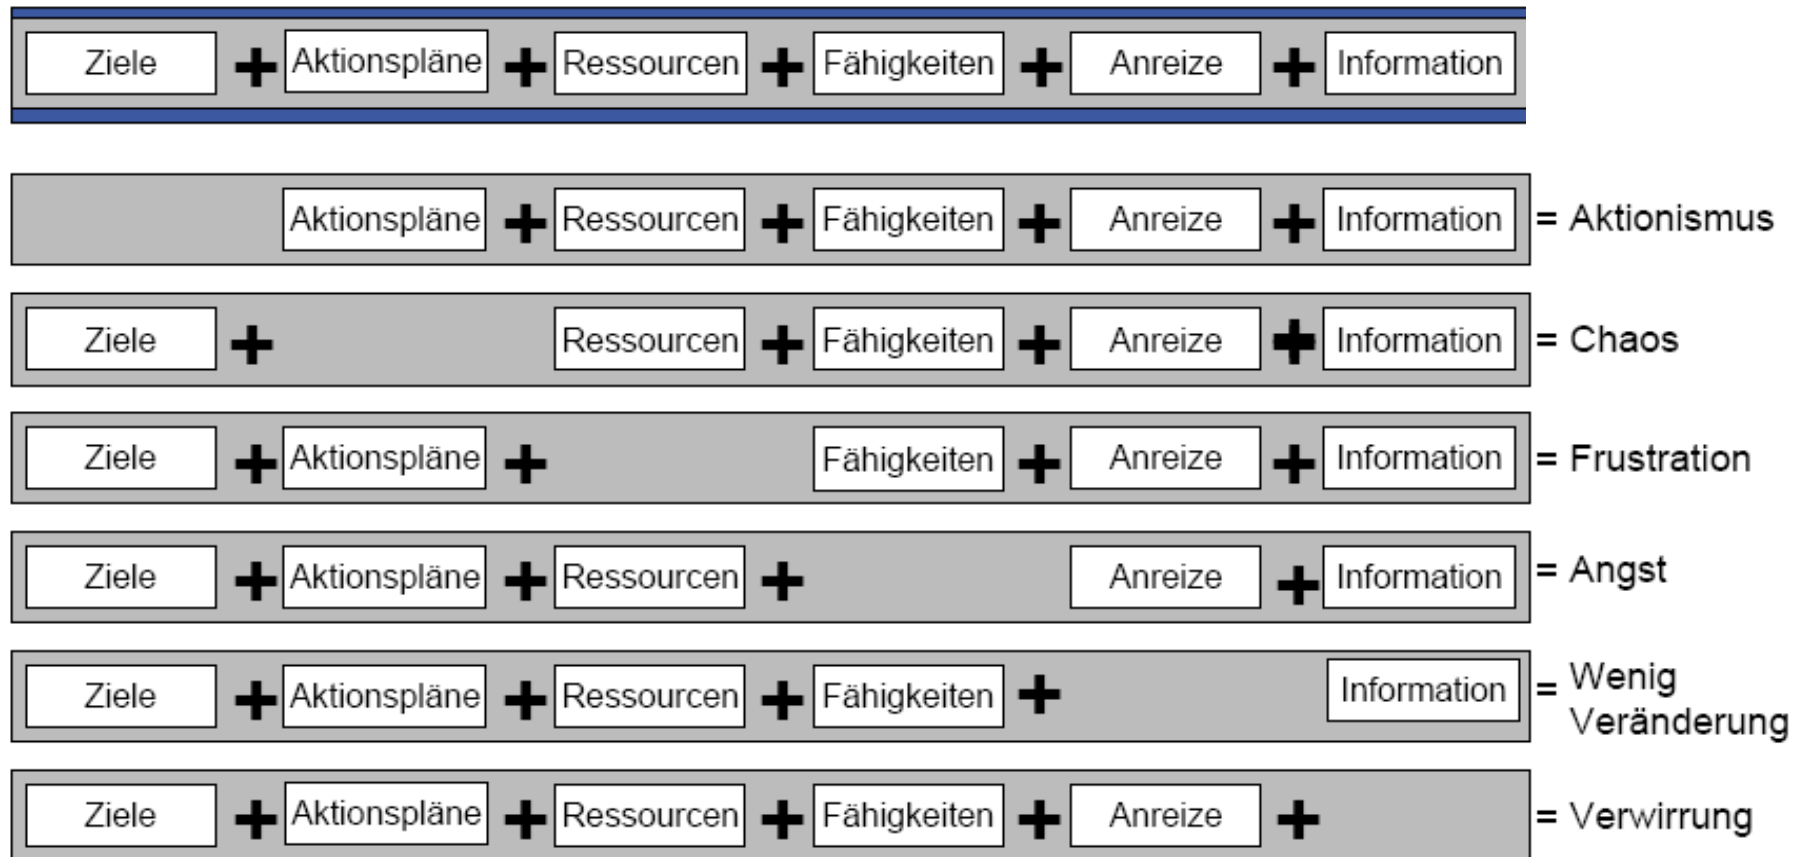 Ziele + Aktionspläne + Ressourcen + Fähigkeiten + Anreize + Information
Aktionspläne + Ressourcen + Fähigkeiten + Anreize + Information = Aktionismus
Ziele + Ressourcen + Fähigkeiten + Anreize + Information = Chaos
Ziele + Aktionspläne + Fähigkeiten + Anreize + Information = Frustration
Ziele + Aktionspläne + Ressourcen + Anreize + Information = Angst
Ziele + Aktionspläne + Ressourcen + Fähigkeiten + Information = Wenig
Veränderung
Ziele + Aktionspläne + Ressourcen + Fähigkeiten + Anreize + = Verwirrung